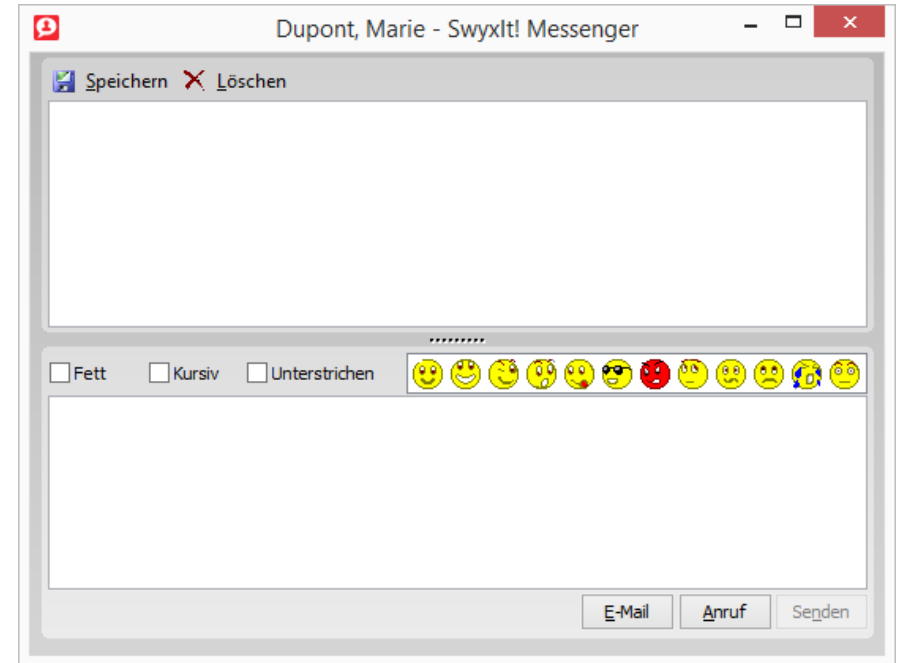 Dupont, Marie - SwyxIt! Messenger
Speichern Löschen
Fett Kursiv Unterstrichen
E-Mail Anruf Senden